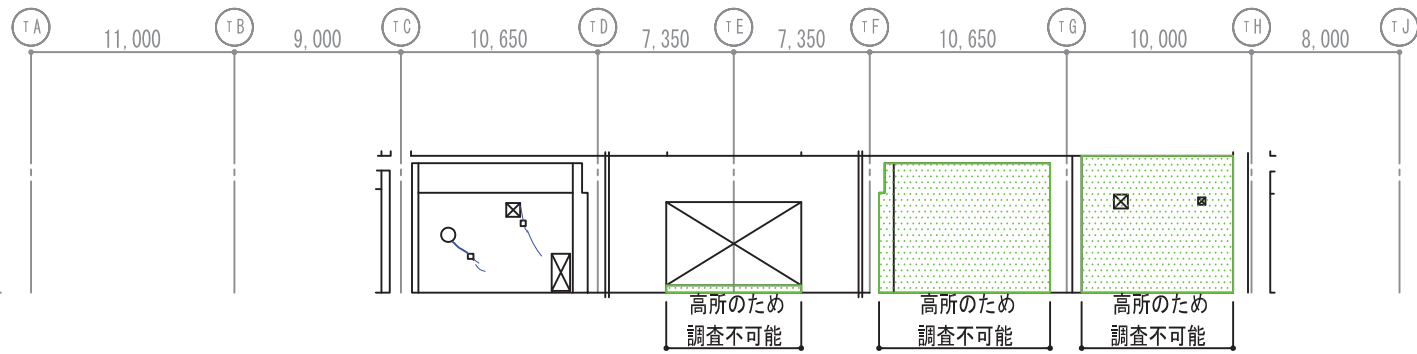 TA TB TC TD TE TF TG TH TJ
11,000 9,000 10,650 7,350 7,350 10,650 10,000 8,000
高所のため 高所のため 高所のため
調査不可能 調査不可能 調査不可能